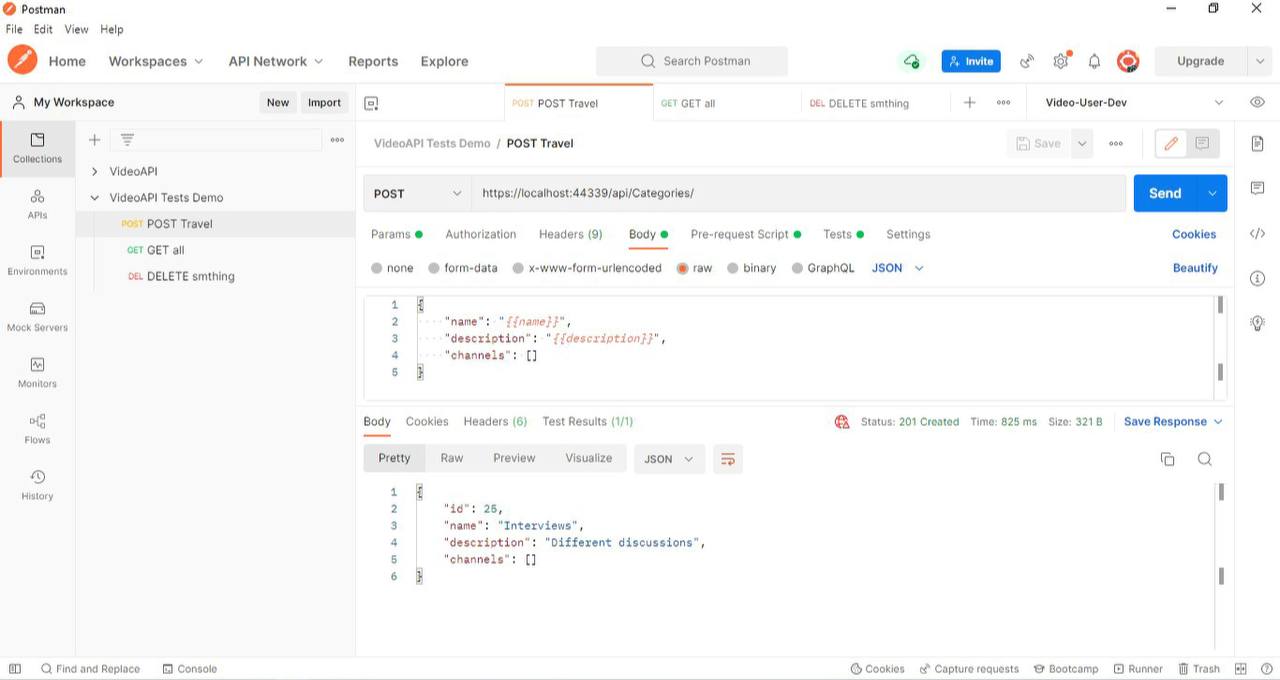 Postman
File Edit View Help
Home Workspaces API Network Reports Explore Search Postman Invite Upgrade
My Workspace New Import POST POST Travel GET GET all DEL DELETE smthing Video-User-Dev
Collections
APIs
Environments
Mock Servers
Monitors
Flows
History
VideoAPI
VideoAPI Tests Demo
POST POST Travel
GET GET all
DEL DELETE smthing
VideoAPI Tests Demo / POST Travel Save
POST https://localhost:44339/api/Categories/ Send
Params Authorization Headers (9) Body Pre-request Script Tests Settings Cookies
none form-data x-www-form-urlencoded raw binary GraphQL JSON Beautify
1 {
2 "name": "{{name}}",
3 "description": "{{description}}",
4 "channels": []
5 }
Body Cookies Headers (6) Test Results (1/1) Status: 201 Created Time: 825 ms Size: 321 B Save Response
Pretty Raw Preview Visualize JSON
1 {
2 "id": 25,
3 "name": "Interviews",
4 "description": "Different discussions",
5 "channels": []
6 }
Find and Replace Console Cookies Capture requests Bootcamp Runner Trash